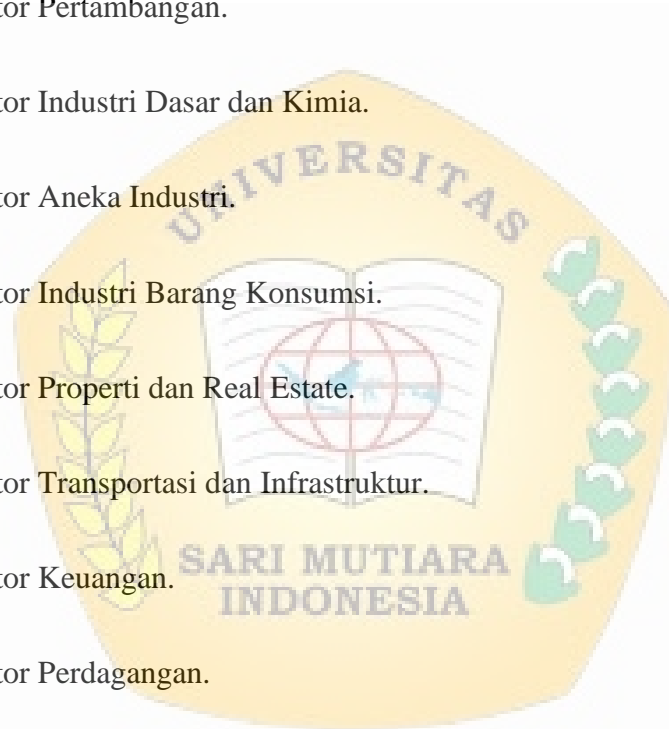 tor Pertambangan.
tor Industri Dasar dan Kimia.
UNIVERSITAS
tor Aneka Industri.
tor Industri Barang Konsumsi.
tor Properti dan Real Estate.
tor Transportasi dan Infrastruktur.
SARI MUTIARA
tor Keuangan.
INDONESIA
tor Perdagangan.